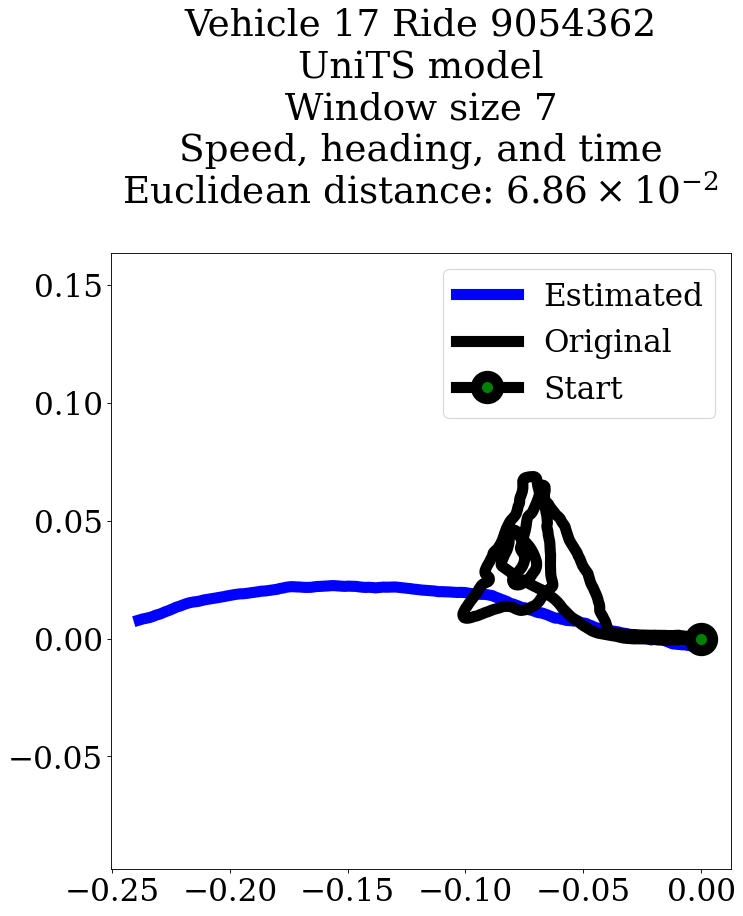 Vehicle 17 Ride 9054362
UniTS model
Window size 7
Speed, heading, and time
Euclidean distance: 6.86 × 10⁻²
Estimated
Original
Start
0.15
0.10
0.05
0.00
−0.05
−0.25 −0.20 −0.15 −0.10 −0.05 0.00